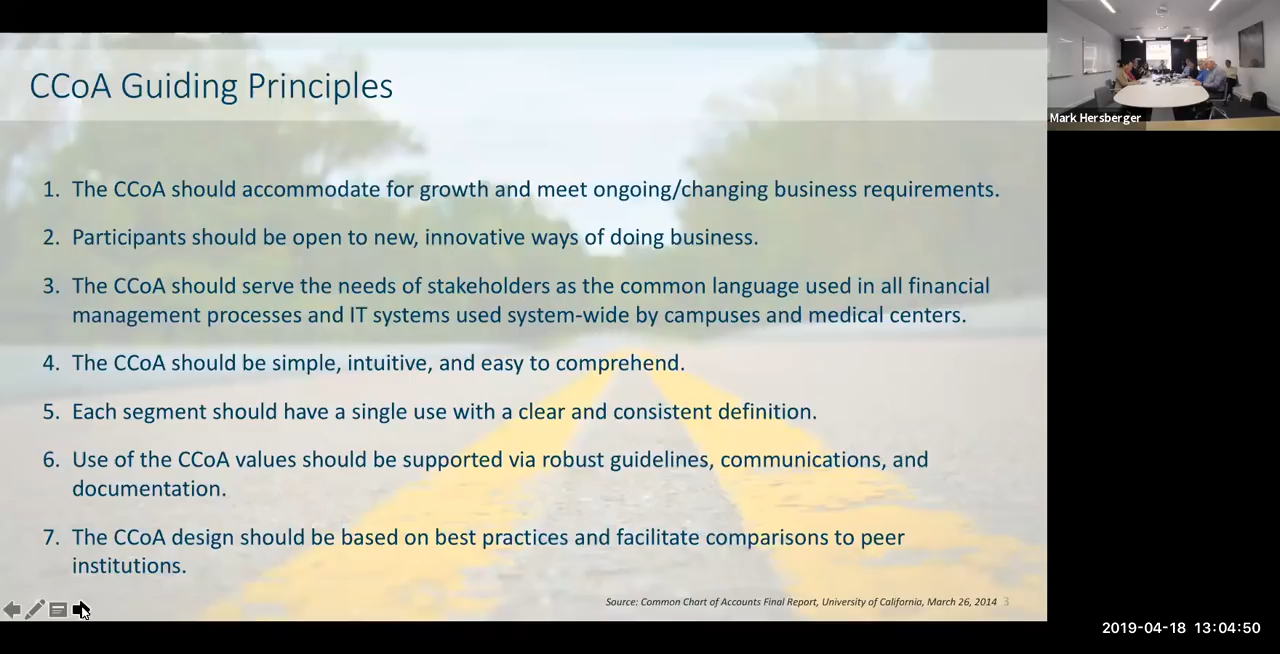 CCoA Guiding Principles
1. The CCoA should accommodate for growth and meet ongoing/changing business requirements.
2. Participants should be open to new, innovative ways of doing business.
3. The CCoA should serve the needs of stakeholders as the common language used in all financial
management processes and IT systems used system-wide by campuses and medical centers.
4. The CCoA should be simple, intuitive, and easy to comprehend.
5. Each segment should have a single use with a clear and consistent definition.
6. Use of the CCoA values should be supported via robust guidelines, communications, and
documentation.
7. The CCoA design should be based on best practices and facilitate comparisons to peer
institutions.
Source: Common Chart of Accounts Final Report, University of California, March 26, 2014 3
Mark Hersberger
2019-04-18 13:04:50